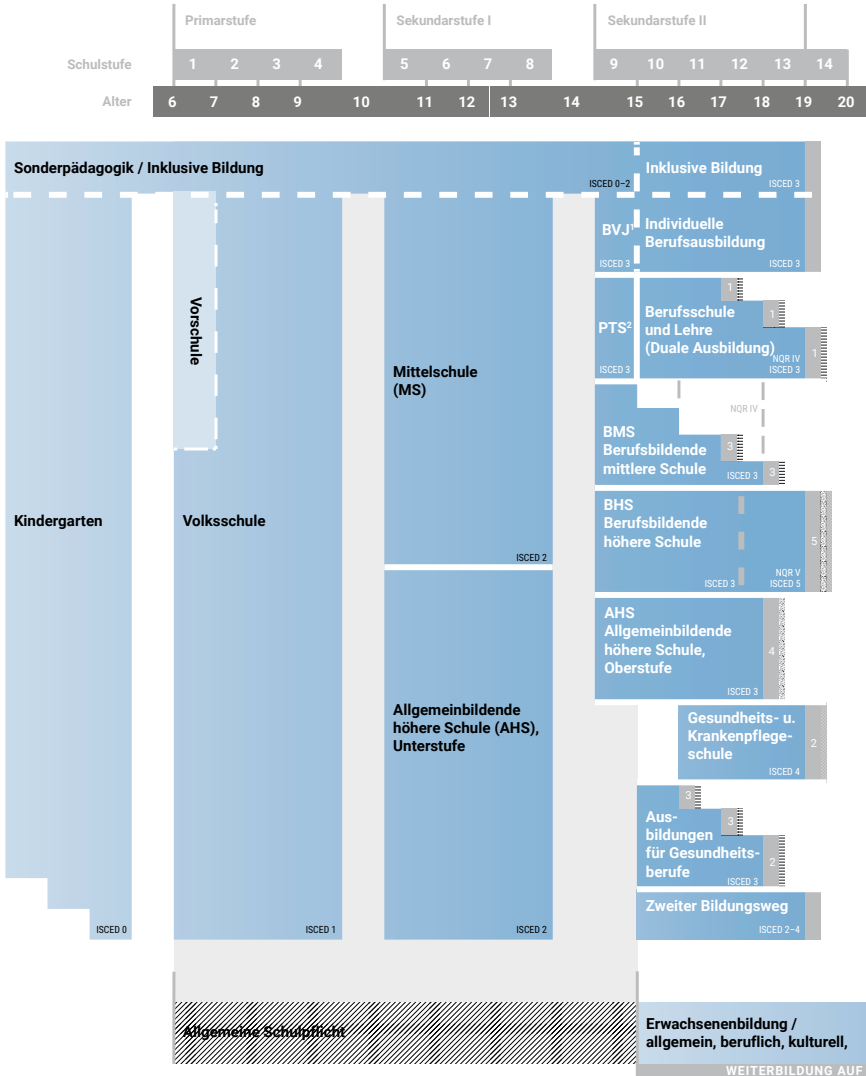 Primarstufe
Sekundarstufe I
Sekundarstufe II
Schulstufe
1 2 3 4 5 6 7 8 9 10 11 12 13 14
Alter
6 7 8 9 10 11 12 13 14 15 16 17 18 19 20
Sonderpädagogik / Inklusive Bildung
ISCED 0–2
Inklusive Bildung
ISCED 3
BVJ¹
ISCED 3
Individuelle
Berufsausbildung
ISCED 3
Vorschule
PTS²
ISCED 3
1
Berufsschule
und Lehre
(Duale Ausbildung)
1
1
NQR IV
ISCED 3
Mittelschule
(MS)
ISCED 2
NQR IV
BMS
Berufsbildende
mittlere Schule
3
ISCED 3
3
Kindergarten
ISCED 0
Volksschule
ISCED 1
BHS
Berufsbildende
höhere Schule
5
ISCED 3
NQR V
ISCED 5
AHS
Allgemeinbildende
höhere Schule,
Oberstufe
4
ISCED 3
Allgemeinbildende
höhere Schule (AHS),
Unterstufe
ISCED 2
Gesundheits- u.
Krankenpflege-
schule
2
ISCED 4
3
Aus-
bildungen
für Gesundheits-
berufe
3
2
ISCED 3
Zweiter Bildungsweg
ISCED 2–4
Allgemeine Schulpflicht
Erwachsenenbildung /
allgemein, beruflich, kulturell,
WEITERBILDUNG AUF